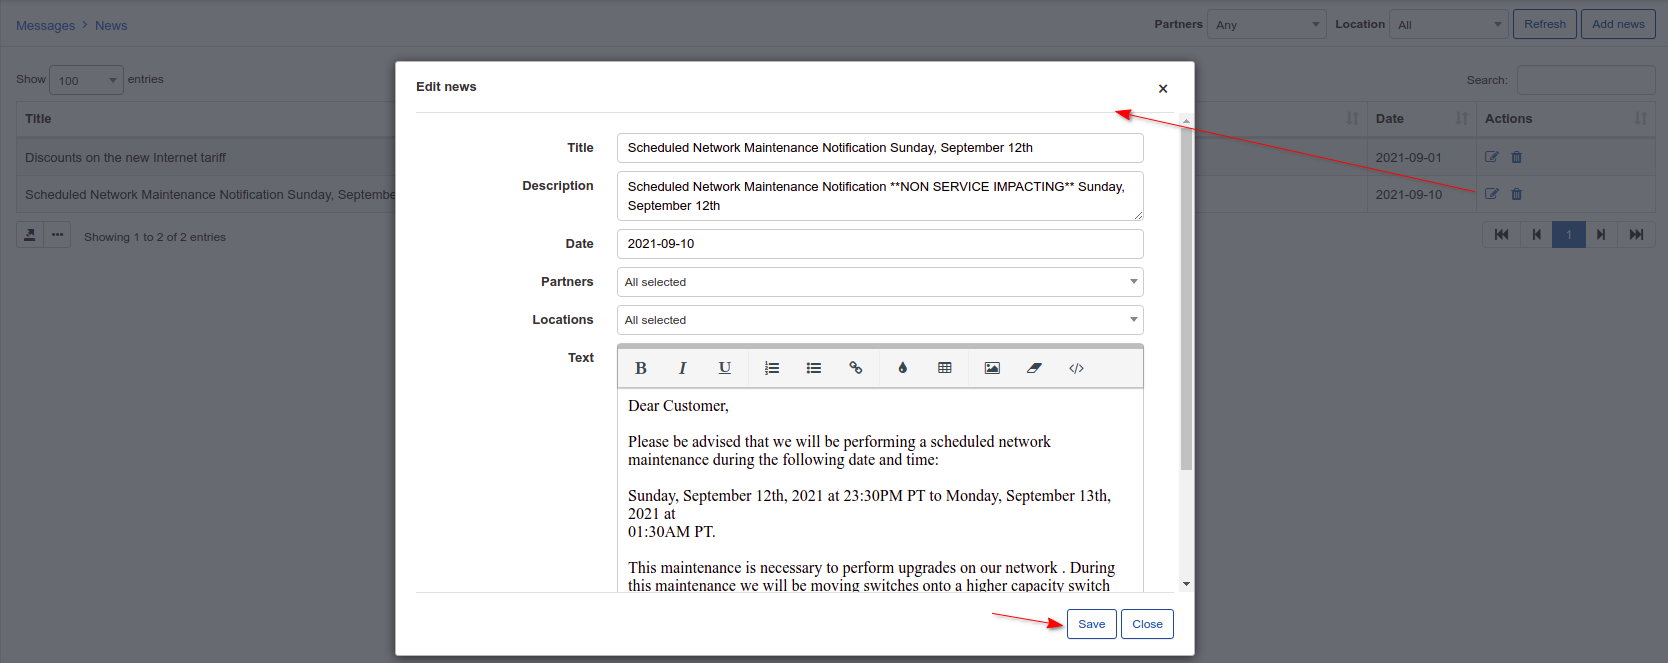 Messages > News
Partners Any Location All Refresh Add news
Show 100 entries
Search:
Title Date Actions
Discounts on the new Internet tariff 2021-09-01
Scheduled Network Maintenance Notification Sunday, Septembe 2021-09-10
Showing 1 to 2 of 2 entries
1
Edit news
×
Title Scheduled Network Maintenance Notification Sunday, September 12th
Description Scheduled Network Maintenance Notification **NON SERVICE IMPACTING** Sunday,
September 12th
Date 2021-09-10
Partners All selected
Locations All selected
Text
B I U </>
Dear Customer,
Please be advised that we will be performing a scheduled network
maintenance during the following date and time:
Sunday, September 12th, 2021 at 23:30PM PT to Monday, September 13th,
2021 at
01:30AM PT.
This maintenance is necessary to perform upgrades on our network . During
this maintenance we will be moving switches onto a higher capacity switch
Save Close